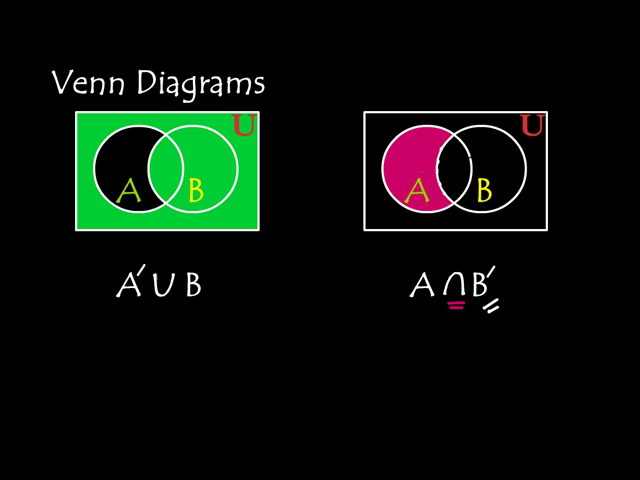 Venn Diagrams
U
A B
A′ ∪ B
U
A B
A ∩ B′